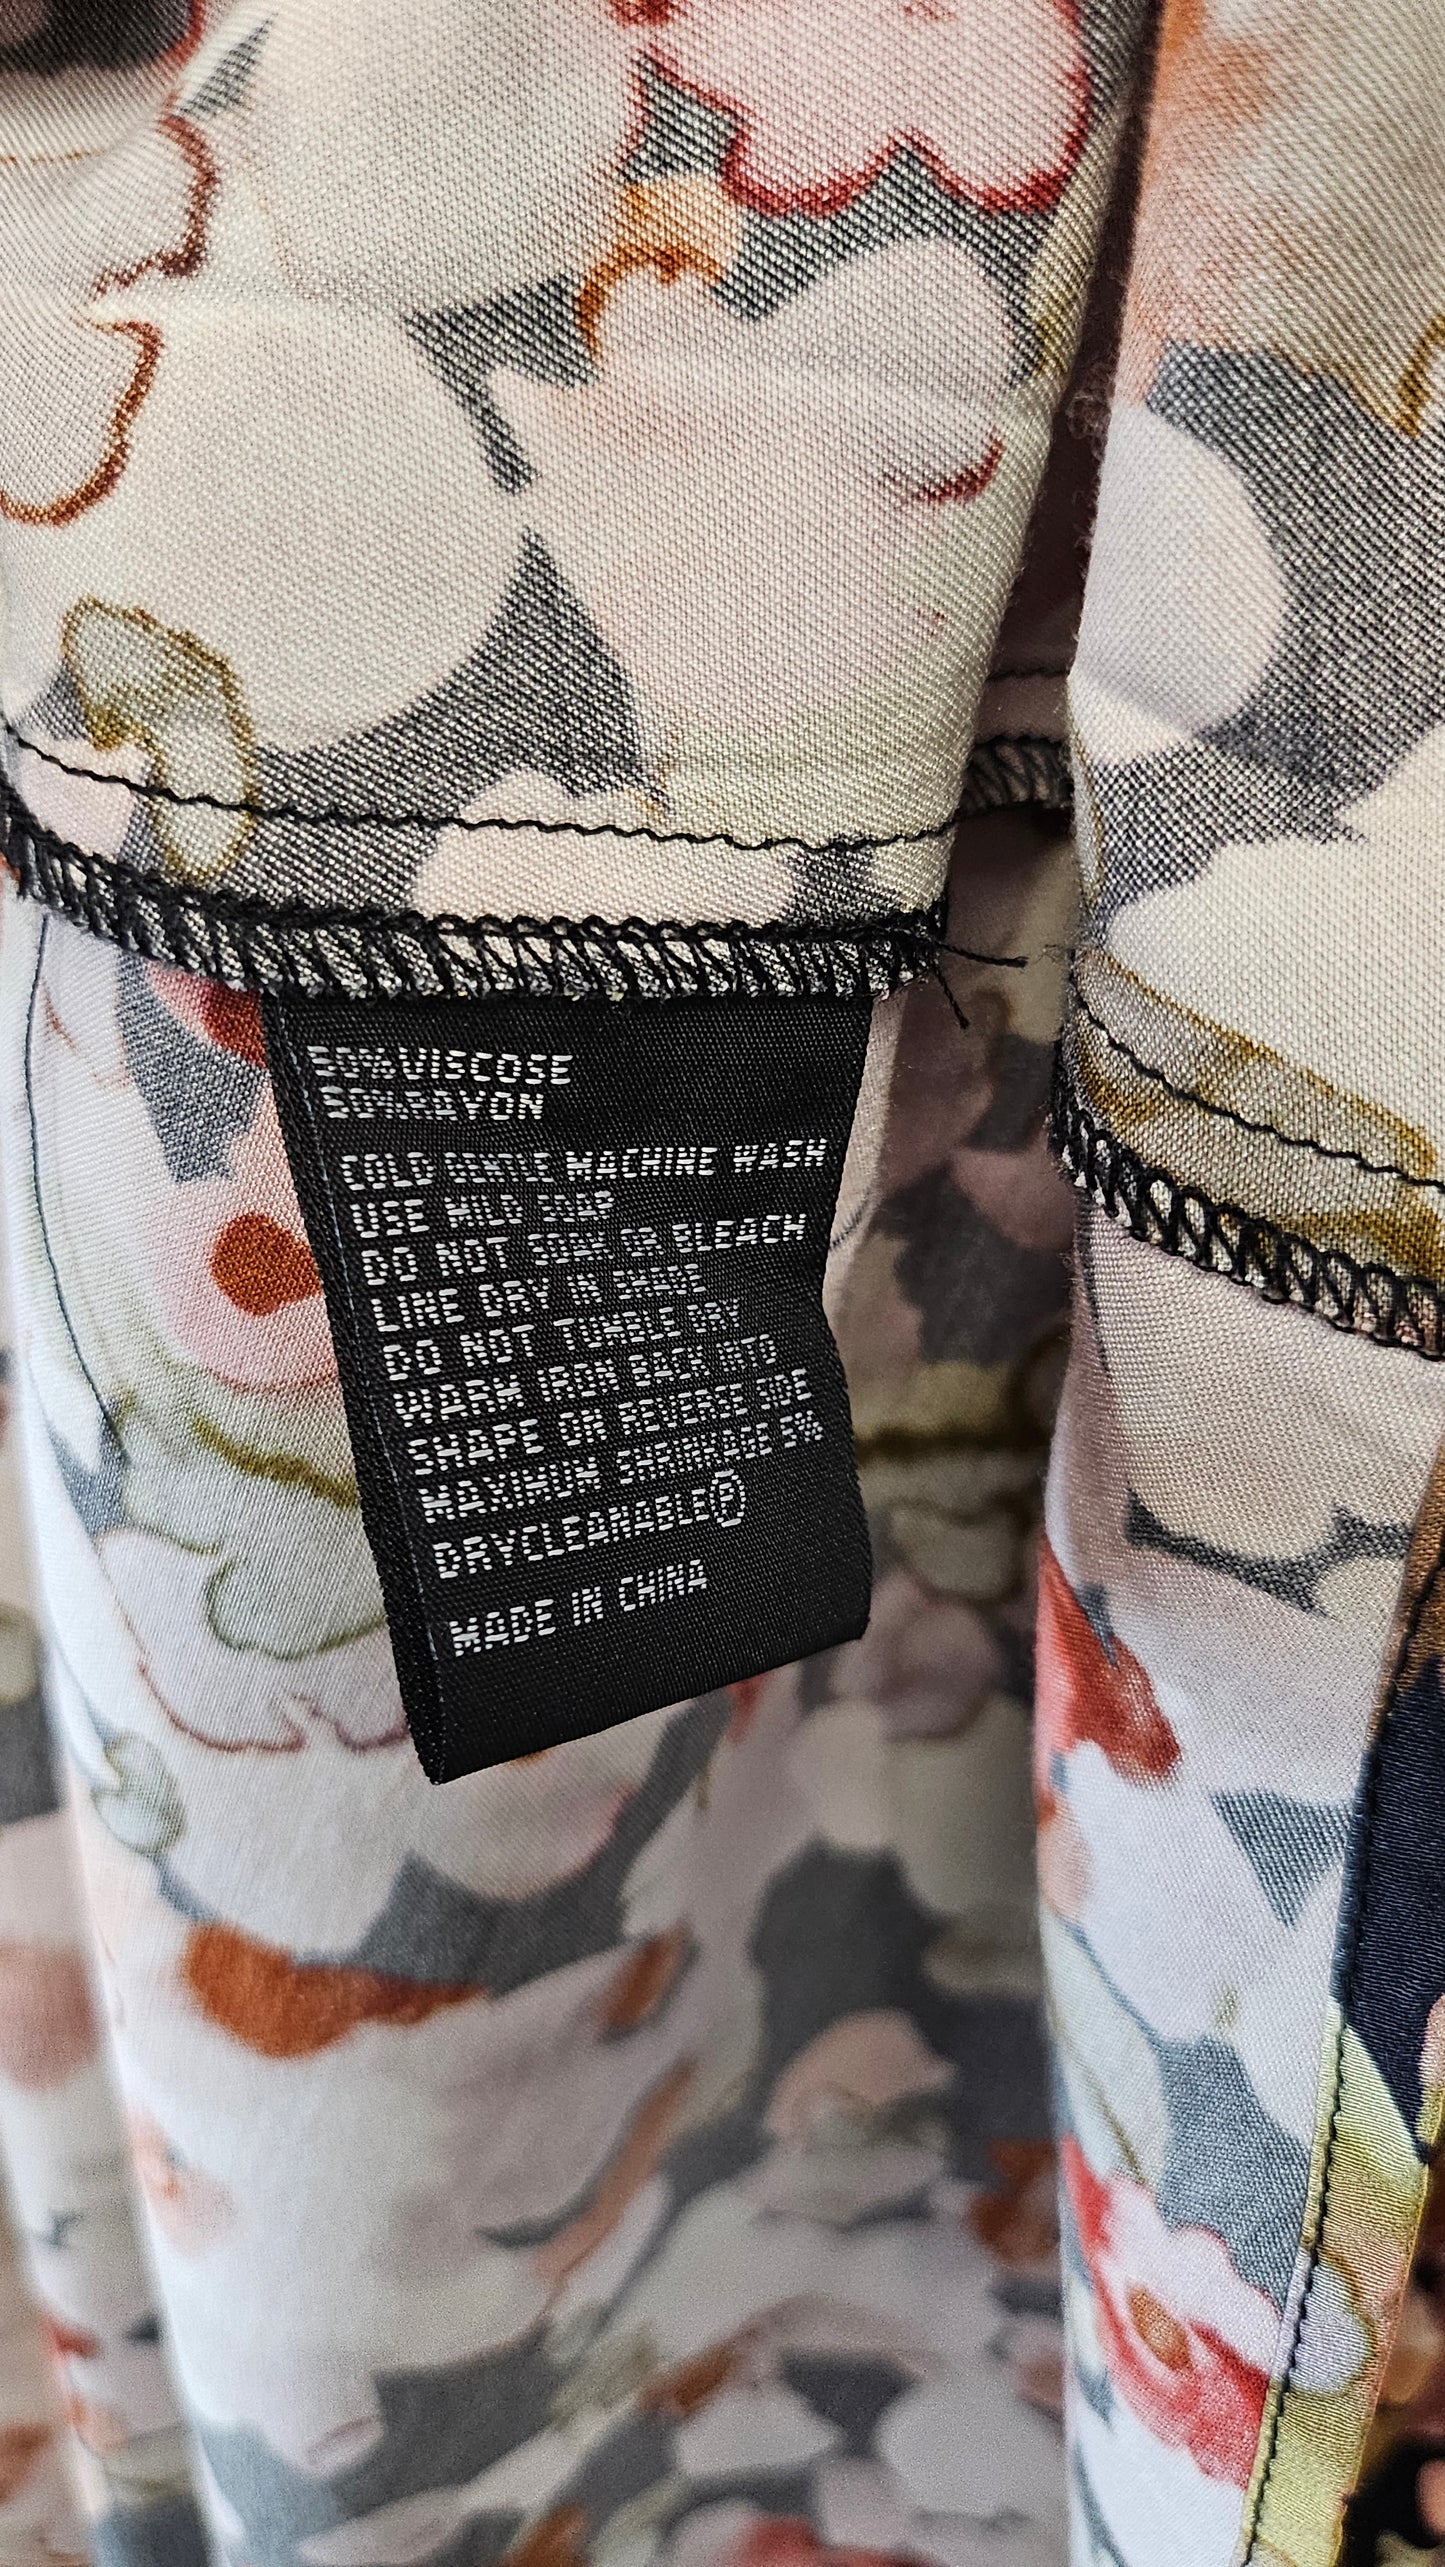 50%VISCOSE
50%RAYON
COLD GENTLE MACHINE WASH
USE MILD SOAP
DO NOT SOAK OR BLEACH
LINE DRY IN SHADE
DO NOT TUMBLE DRY
WARM IRON BACK INTO
SHAPE ON REVERSE SIDE
MAXIMUM SHRINKAGE 5%
DRYCLEANABLE Ⓟ
MADE IN CHINA